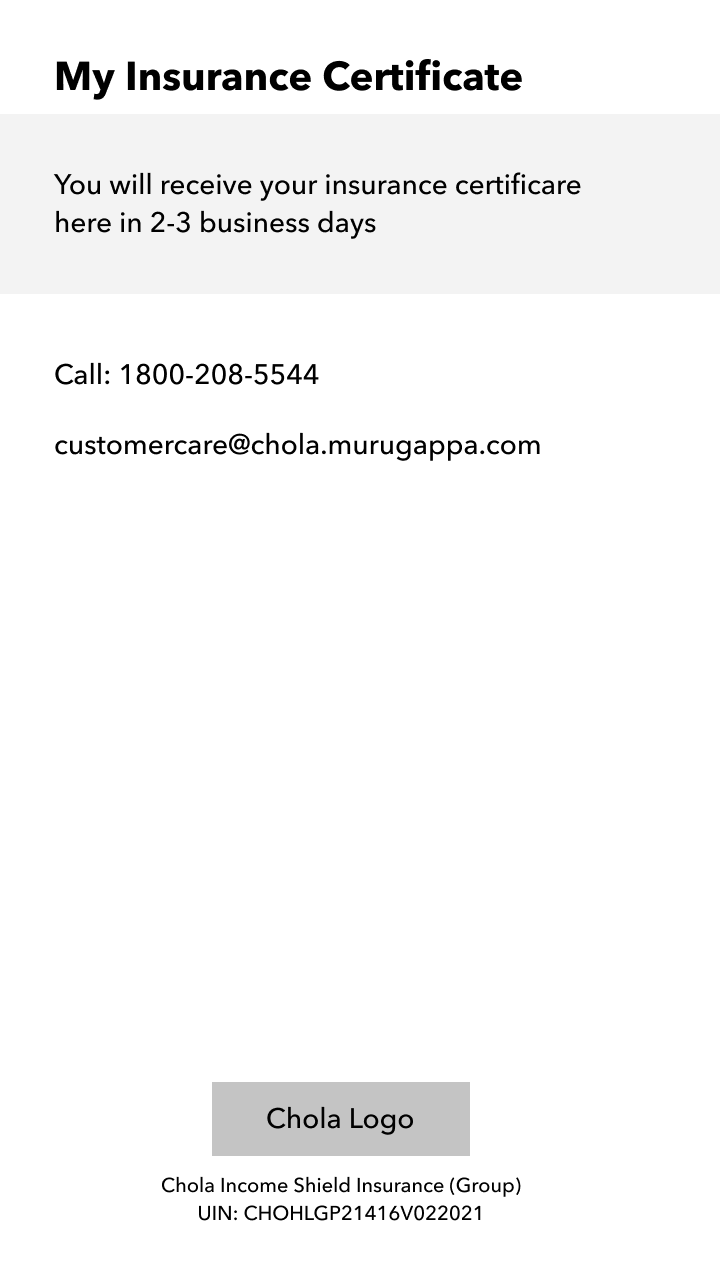 My Insurance Certificate
You will receive your insurance certificare
here in 2-3 business days
Call: 1800-208-5544
customercare@chola.murugappa.com
Chola Logo
Chola Income Shield Insurance (Group)
UIN: CHOHLGP21416V022021